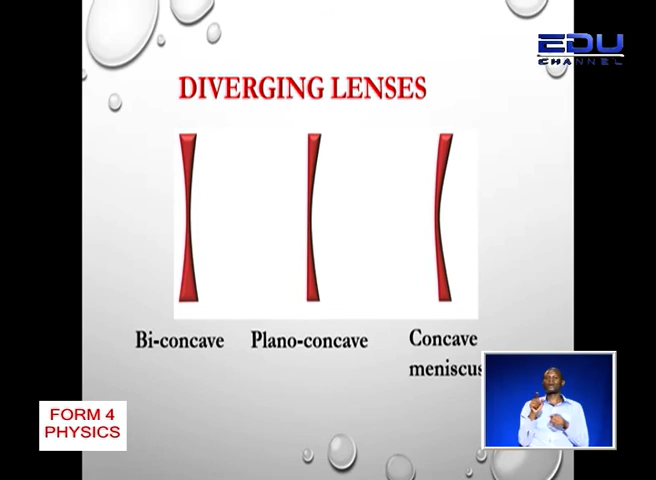 EDU
CHANNEL
DIVERGING LENSES
Bi-concave
Plano-concave
Concave
meniscus
FORM 4
PHYSICS